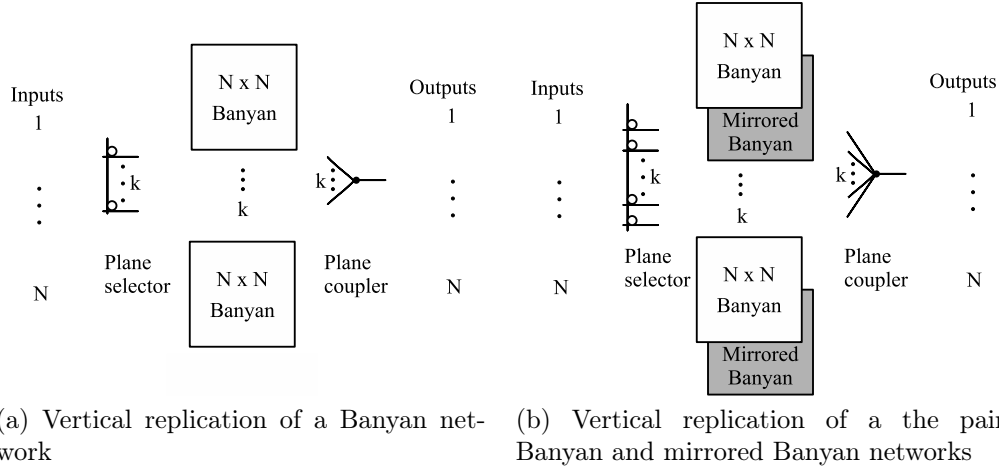 N x N
Banyan
Inputs
1
N
k
Plane
selector
k
N x N
Banyan
k
Plane
coupler
Outputs
1
N
N x N
Banyan
Mirrored
Banyan
Inputs
1
N
k
Plane
selector
k
N x N
Banyan
Mirrored
Banyan
k
Plane
coupler
Outputs
1
N
a) Vertical replication of a Banyan net-
work
(b) Vertical replication of a the pair
Banyan and mirrored Banyan networks